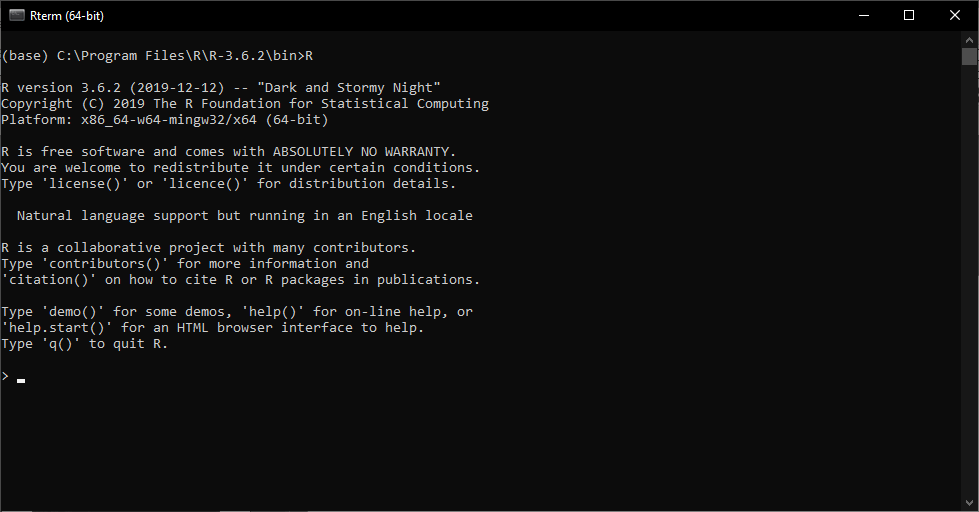 Rterm (64-bit)
(base) C:\Program Files\R\R-3.6.2\bin>R
R version 3.6.2 (2019-12-12) -- "Dark and Stormy Night"
Copyright (C) 2019 The R Foundation for Statistical Computing
Platform: x86_64-w64-mingw32/x64 (64-bit)
R is free software and comes with ABSOLUTELY NO WARRANTY.
You are welcome to redistribute it under certain conditions.
Type 'license()' or 'licence()' for distribution details.
Natural language support but running in an English locale
R is a collaborative project with many contributors.
Type 'contributors()' for more information and
'citation()' on how to cite R or R packages in publications.
Type 'demo()' for some demos, 'help()' for on-line help, or
'help.start()' for an HTML browser interface to help.
Type 'q()' to quit R.
>